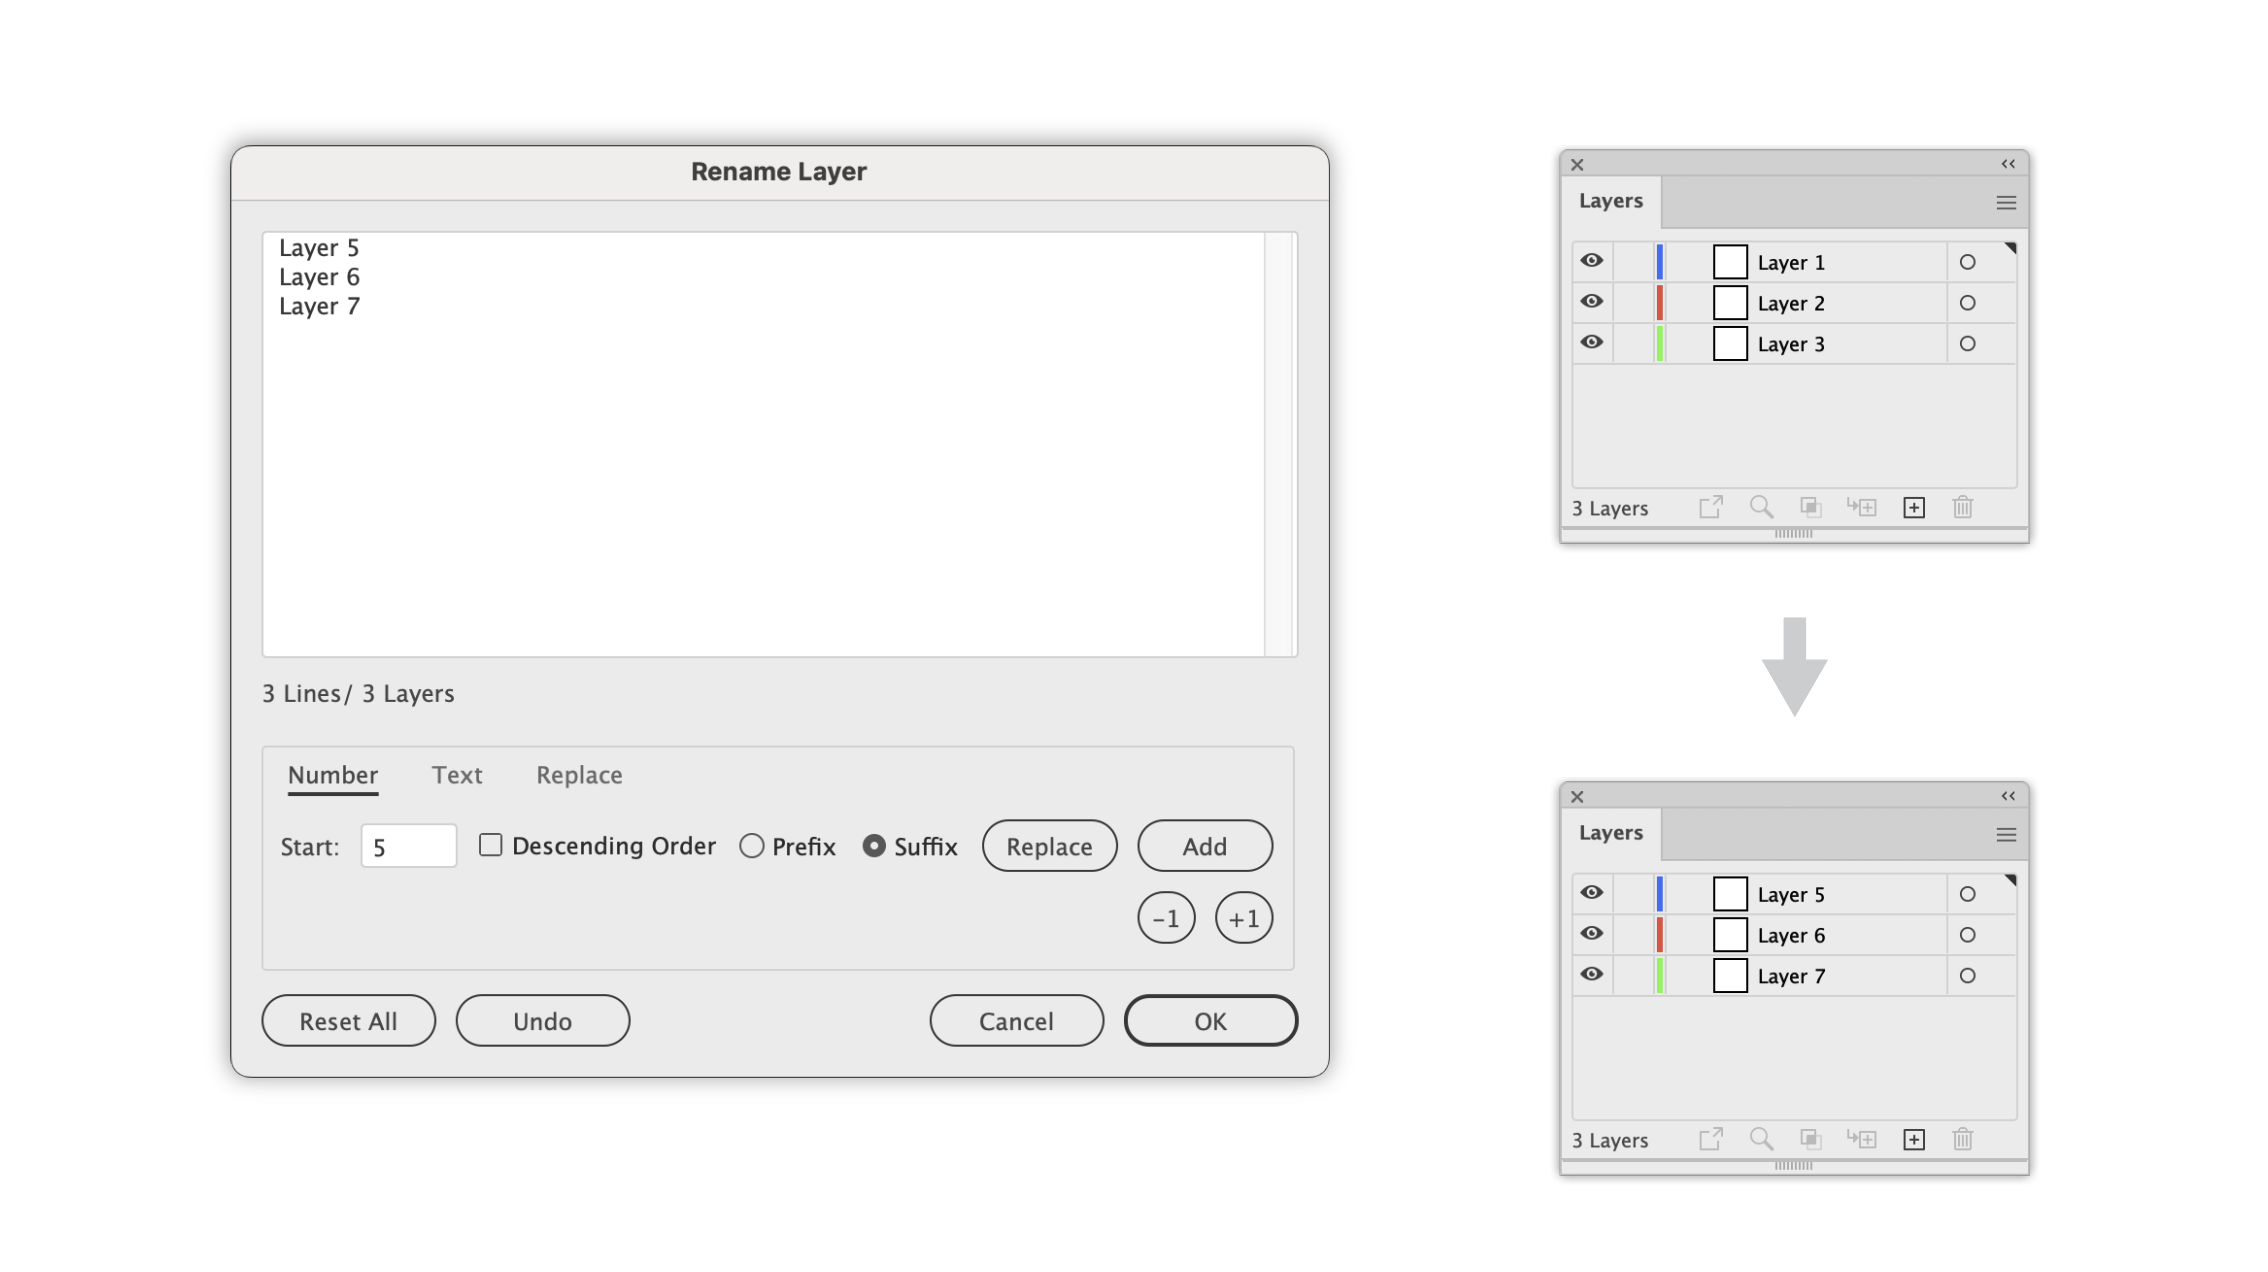 Rename Layer
Layer 5
Layer 6
Layer 7
3 Lines/ 3 Layers
Number Text Replace
Start: 5 Descending Order Prefix Suffix Replace Add
-1 +1
Reset All Undo Cancel OK
Layers
Layer 1
Layer 2
Layer 3
3 Layers
Layers
Layer 5
Layer 6
Layer 7
3 Layers